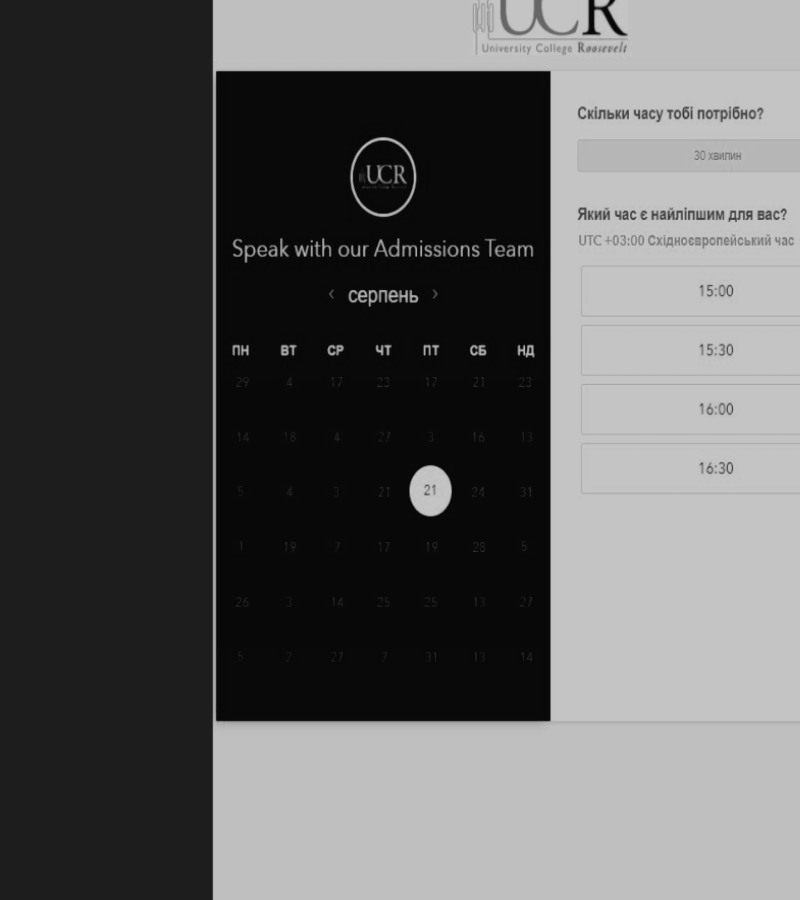 UCR
University College Roosevelt
UCR
Speak with our Admissions Team
‹ серпень ›
ПН ВТ СР ЧТ ПТ СБ НД
29 4 17 23 17 21 23
14 18 4 27 3 16 13
5 4 3 21 21 24 31
1 19 7 17 19 28 5
26 3 14 25 25 13 27
5 2 27 7 31 13 14
Скільки часу тобі потрібно?
30 хвилин
Який час є найліпшим для вас?
UTC +03:00 Східноєвропейський час
15:00
15:30
16:00
16:30